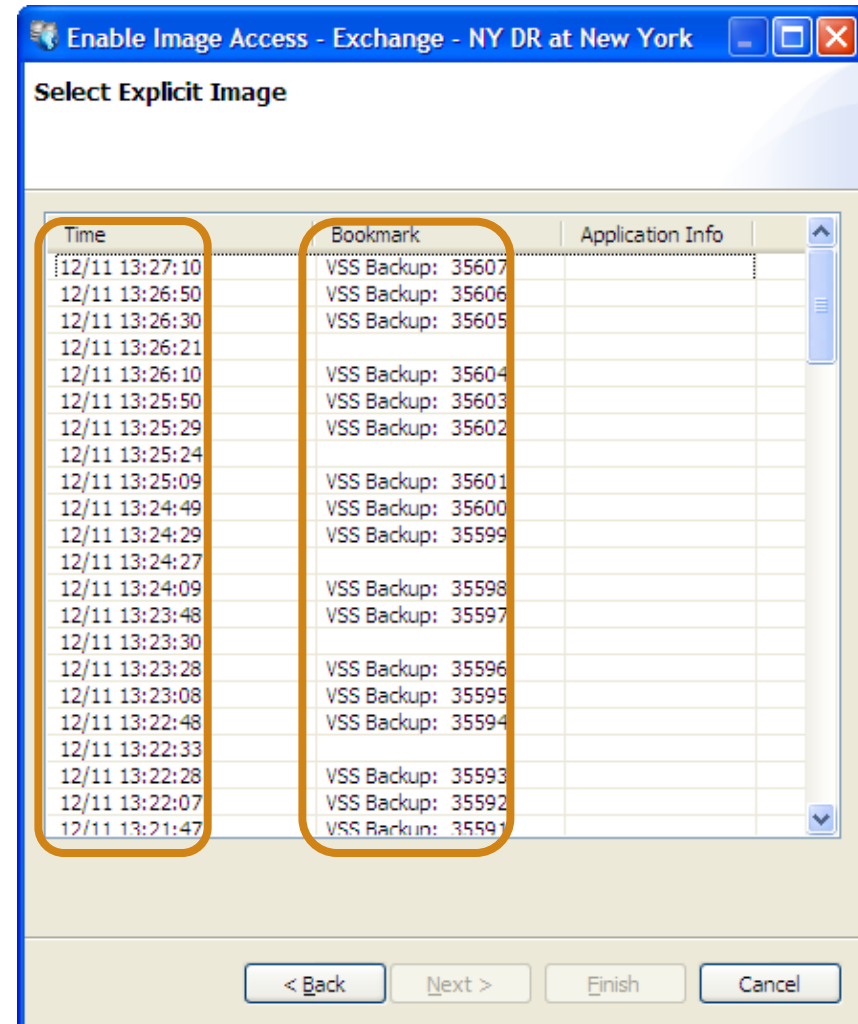 Enable Image Access - Exchange - NY DR at New York
Select Explicit Image
Time Bookmark Application Info
12/11 13:27:10 VSS Backup: 35607
12/11 13:26:50 VSS Backup: 35606
12/11 13:26:30 VSS Backup: 35605
12/11 13:26:21
12/11 13:26:10 VSS Backup: 35604
12/11 13:25:50 VSS Backup: 35603
12/11 13:25:29 VSS Backup: 35602
12/11 13:25:24
12/11 13:25:09 VSS Backup: 35601
12/11 13:24:49 VSS Backup: 35600
12/11 13:24:29 VSS Backup: 35599
12/11 13:24:27
12/11 13:24:09 VSS Backup: 35598
12/11 13:23:48 VSS Backup: 35597
12/11 13:23:30
12/11 13:23:28 VSS Backup: 35596
12/11 13:23:08 VSS Backup: 35595
12/11 13:22:48 VSS Backup: 35594
12/11 13:22:33
12/11 13:22:28 VSS Backup: 35593
12/11 13:22:07 VSS Backup: 35592
12/11 13:21:47 VSS Backup: 35591
< Back Next > Finish Cancel